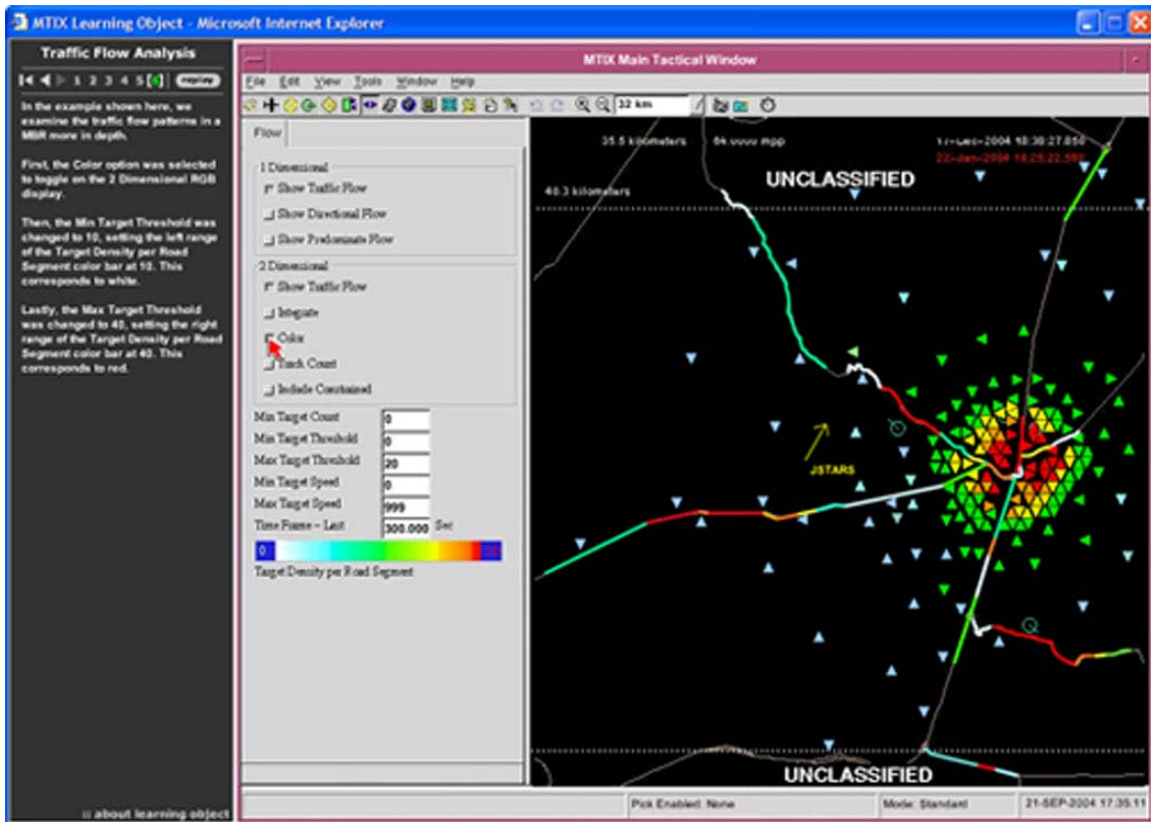 MTIX Learning Object - Microsoft Internet Explorer
Traffic Flow Analysis
1 2 3 4 5 [6] replay
In the example shown here, we
examine the traffic flow patterns in a
MBR more in depth.
First, the Color option was selected
to toggle on the 2 Dimensional RGB
display.
Then, the Min Target Threshold was
changed to 10, setting the left range
of the Target Density per Road
Segment color bar at 10. This
corresponds to white.
Lastly, the Max Target Threshold
was changed to 40, setting the right
range of the Target Density per Road
Segment color bar at 40. This
corresponds to red.
:: about learning object
MTIX Main Tactical Window
File Edit View Tools Window Help
32 km
Flow
1 Dimensional
Show Traffic Flow
Show Directional Flow
Show Predominate Flow
2 Dimensional
Show Traffic Flow
Integrate
Color
Track Count
Include Constrained
Min Target Count 0
Min Target Threshold 0
Max Target Threshold 20
Min Target Speed 0
Max Target Speed 999
Time Frame - Last 300.000 Sec
0
Target Density per Road Segment
35.5 kilometers
40.3 kilometers
UNCLASSIFIED
JSTARS
UNCLASSIFIED
Pick Enabled: None
Mode: Standard
21-SEP-2004 17:35:11